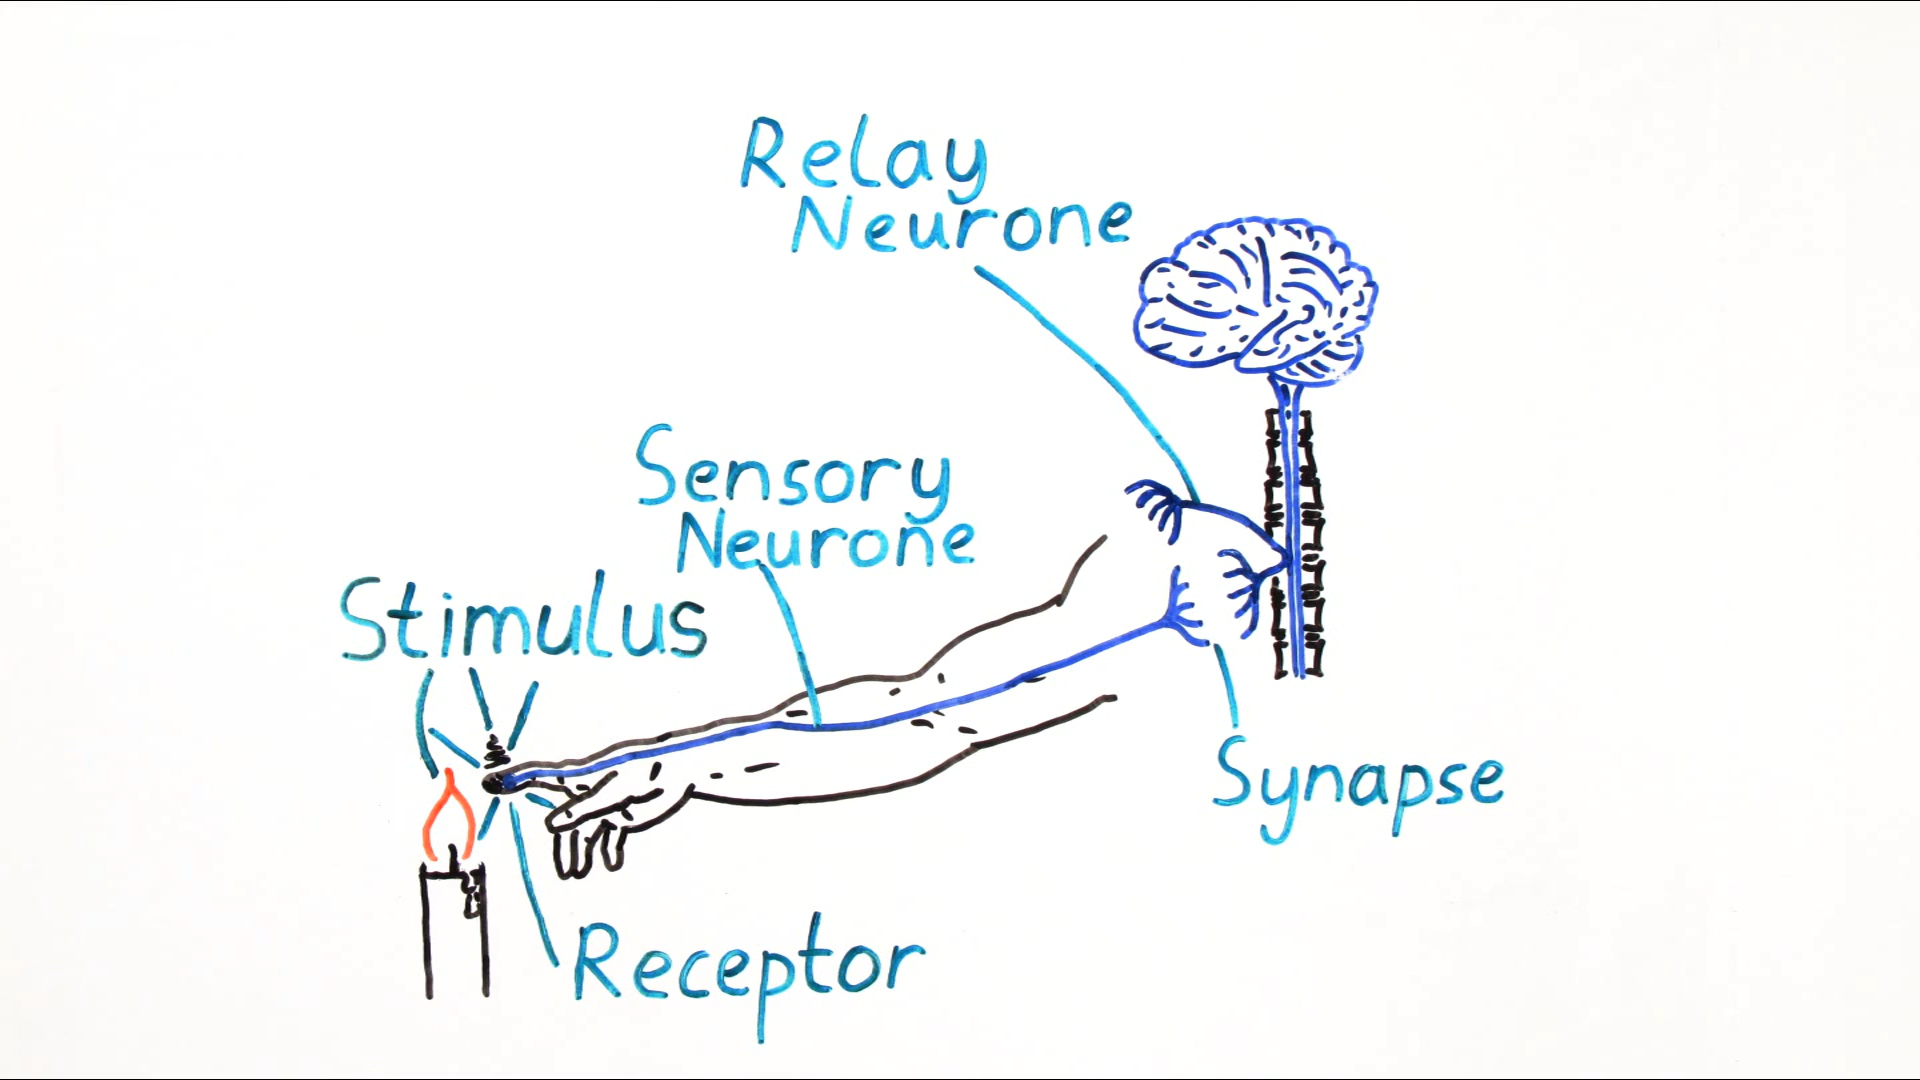 Relay
Neurone
Sensory
Neurone
Stimulus
Synapse
Receptor